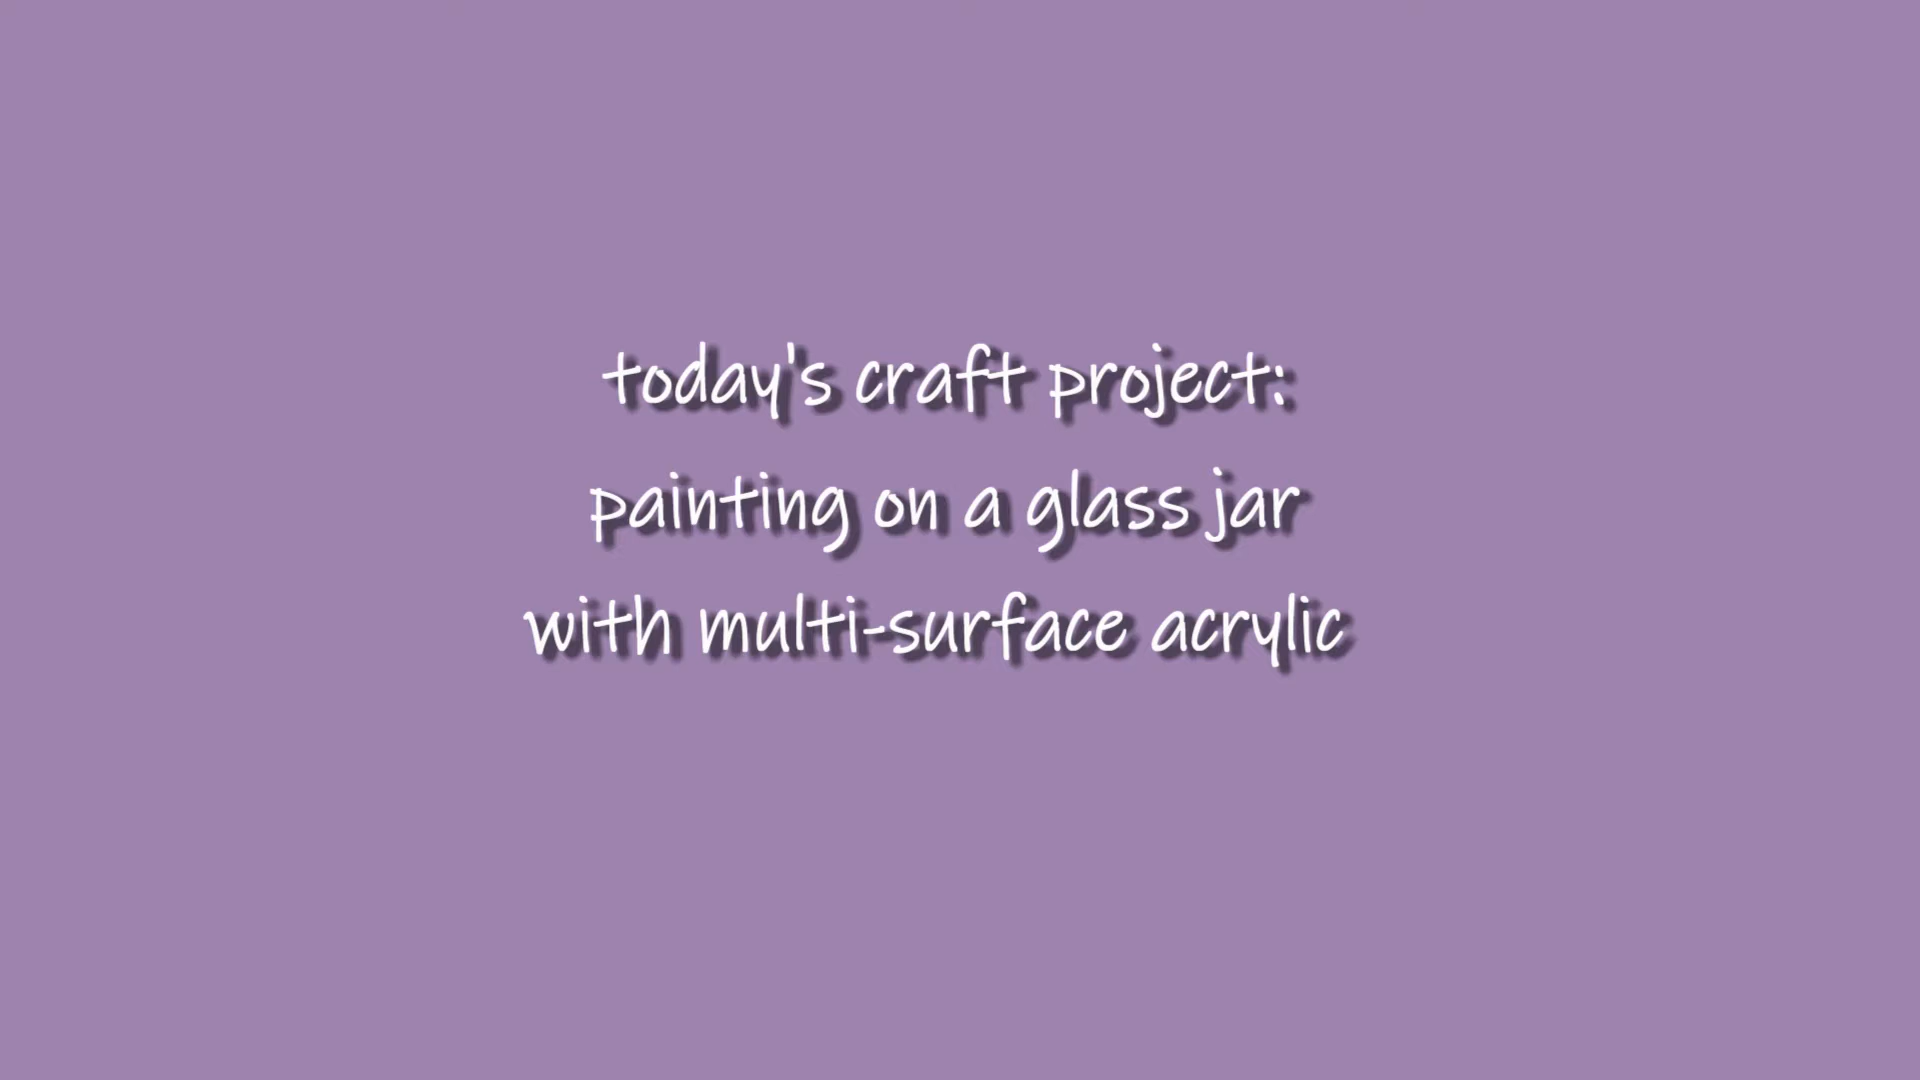 today's craft project:
painting on a glass jar
with multi-surface acrylic